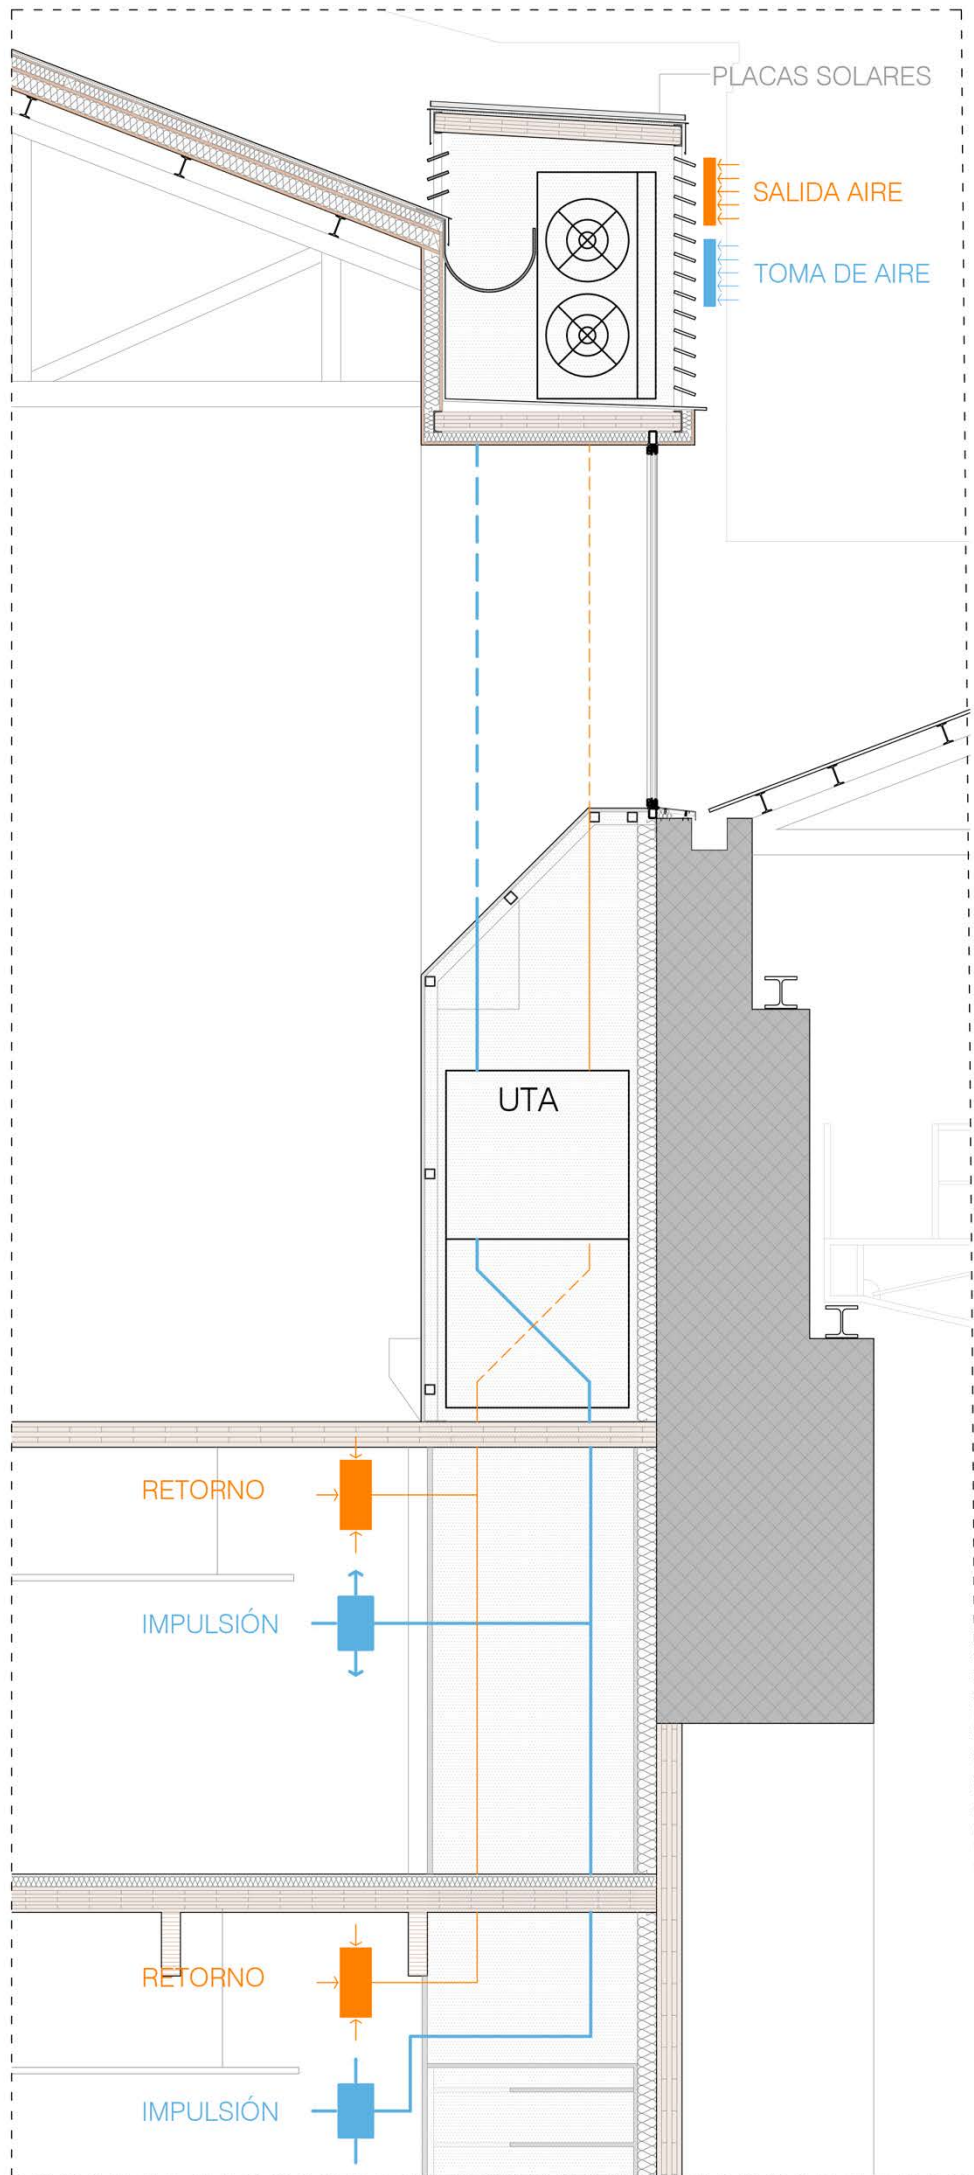 PLACAS SOLARES
SALIDA AIRE
TOMA DE AIRE
UTA
RETORNO
IMPULSIÓN
RETORNO
IMPULSIÓN